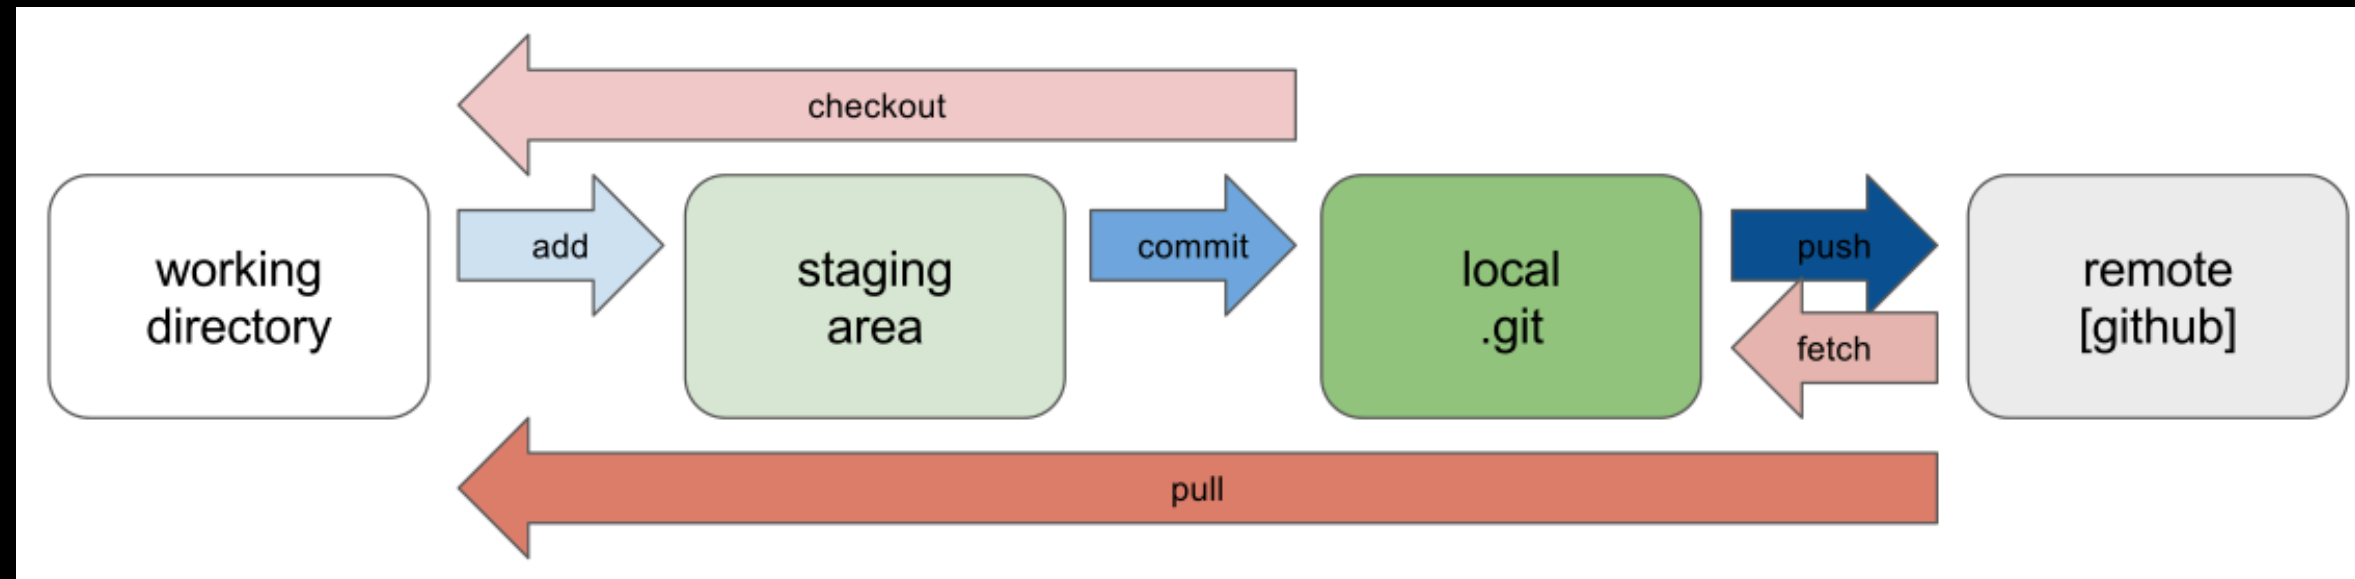 checkout
working
directory
add
staging
area
commit
local
.git
push
fetch
remote
[github]
pull